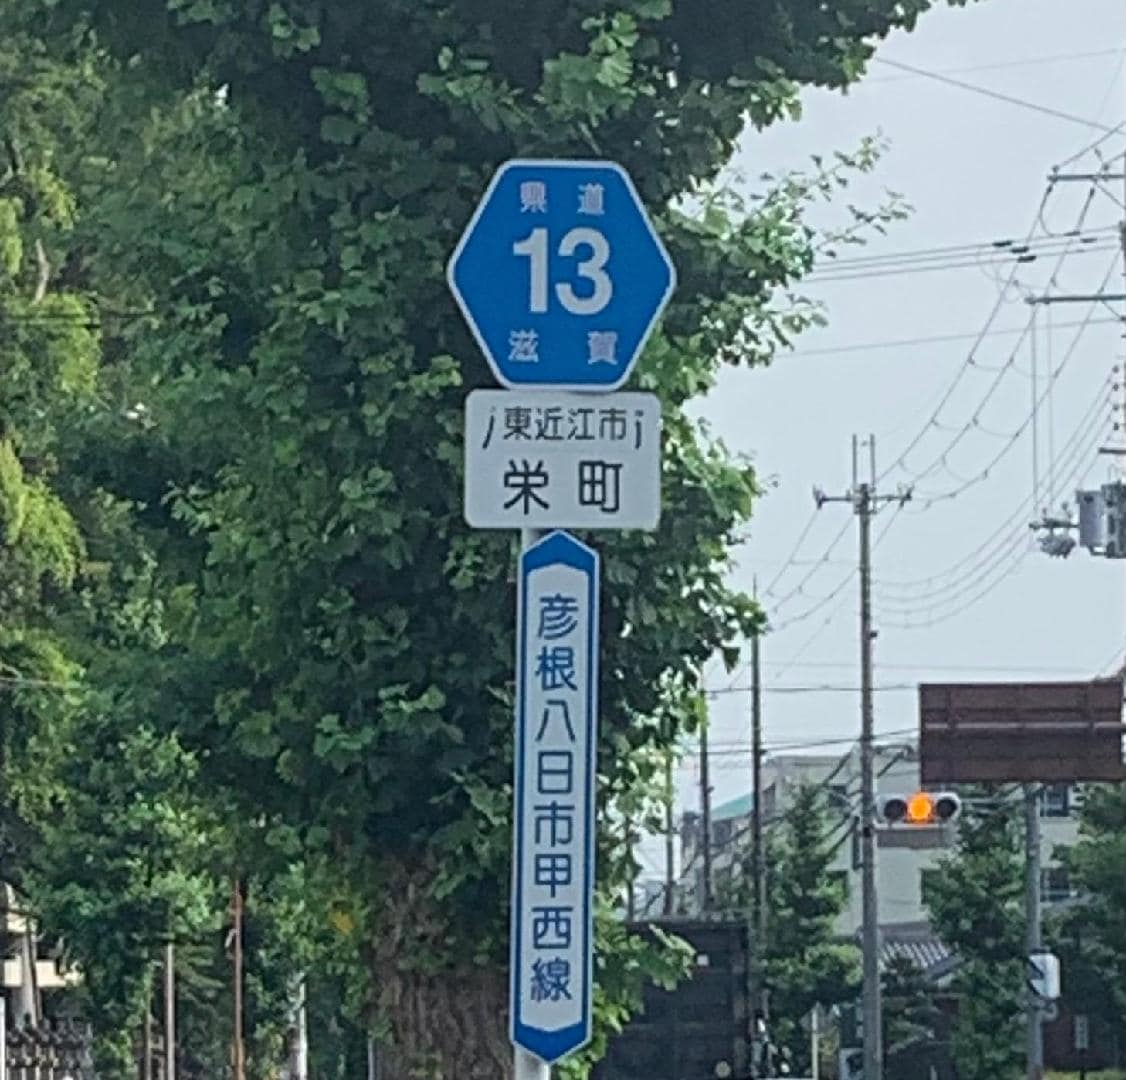 県道
13
滋賀
東近江市
栄町
彦根八日市甲西線